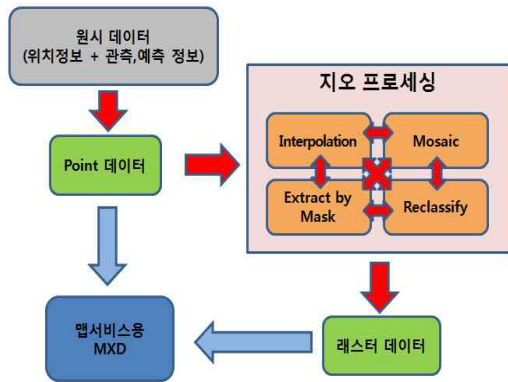 원시 데이터
(위치정보 + 관측,예측 정보)
지오 프로세싱
Interpolation
Mosaic
Point 데이터
Extract by
Mask
Reclassify
맵서비스용
MXD
래스터 데이터